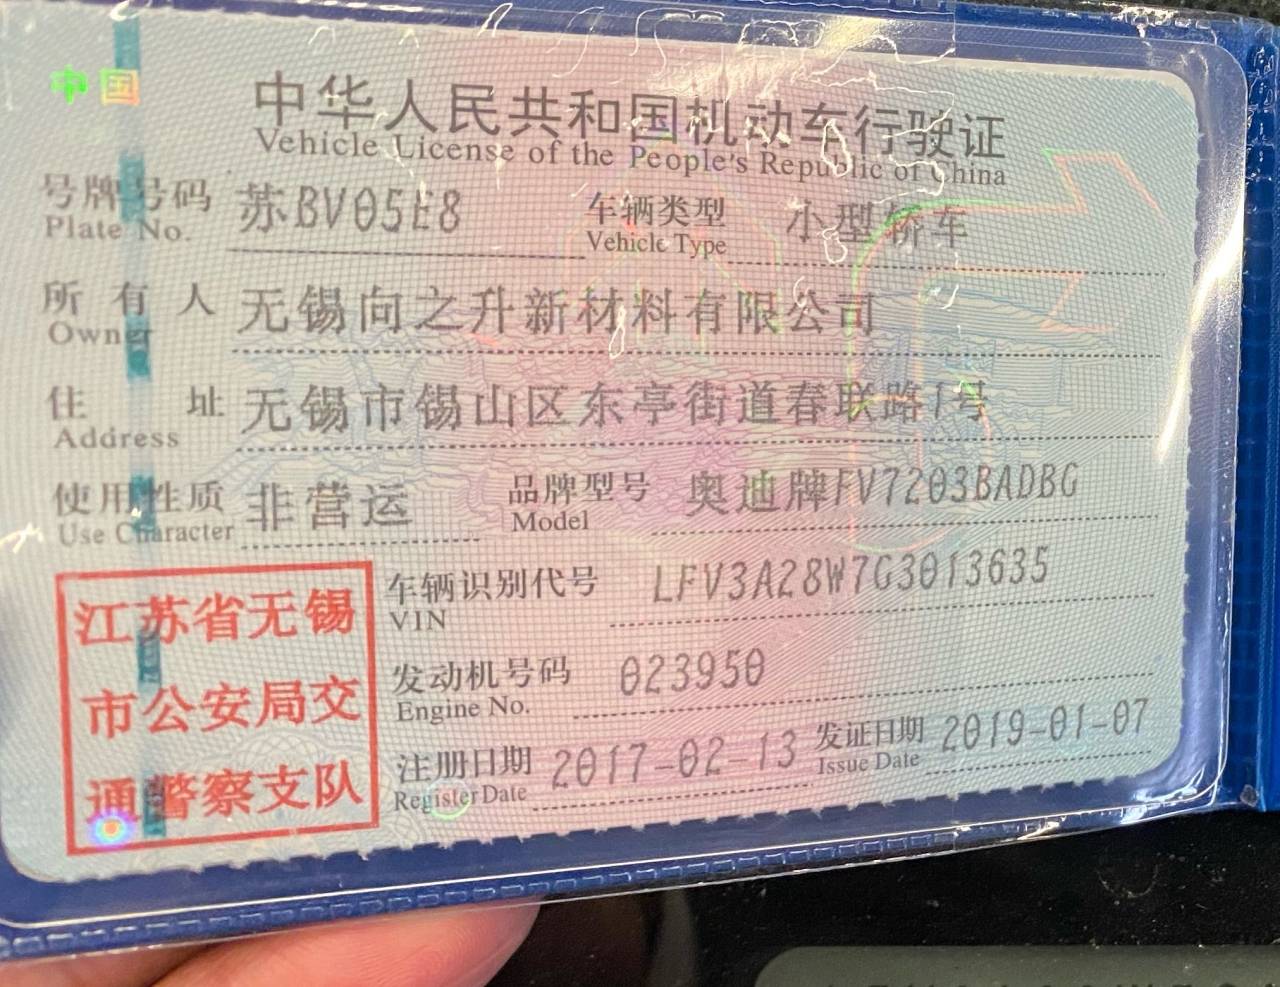 中国
中华人民共和国机动车行驶证
Vehicle License of the People's Republic of China
号牌号码 苏BV05E8 车辆类型 小型轿车
Plate No. Vehicle Type
所有人 无锡向之升新材料有限公司
Owner
住址 无锡市锡山区东亭街道春联路1号
Address
使用性质 非营运 品牌型号 奥迪牌FV7203BADBG
Use Character Model
江苏省无锡
市公安局交
通警察支队
车辆识别代号 LFV3A28W7G3013635
VIN
发动机号码 023950
Engine No.
注册日期 2017-02-13 发证日期 2019-01-07
Register Date Issue Date